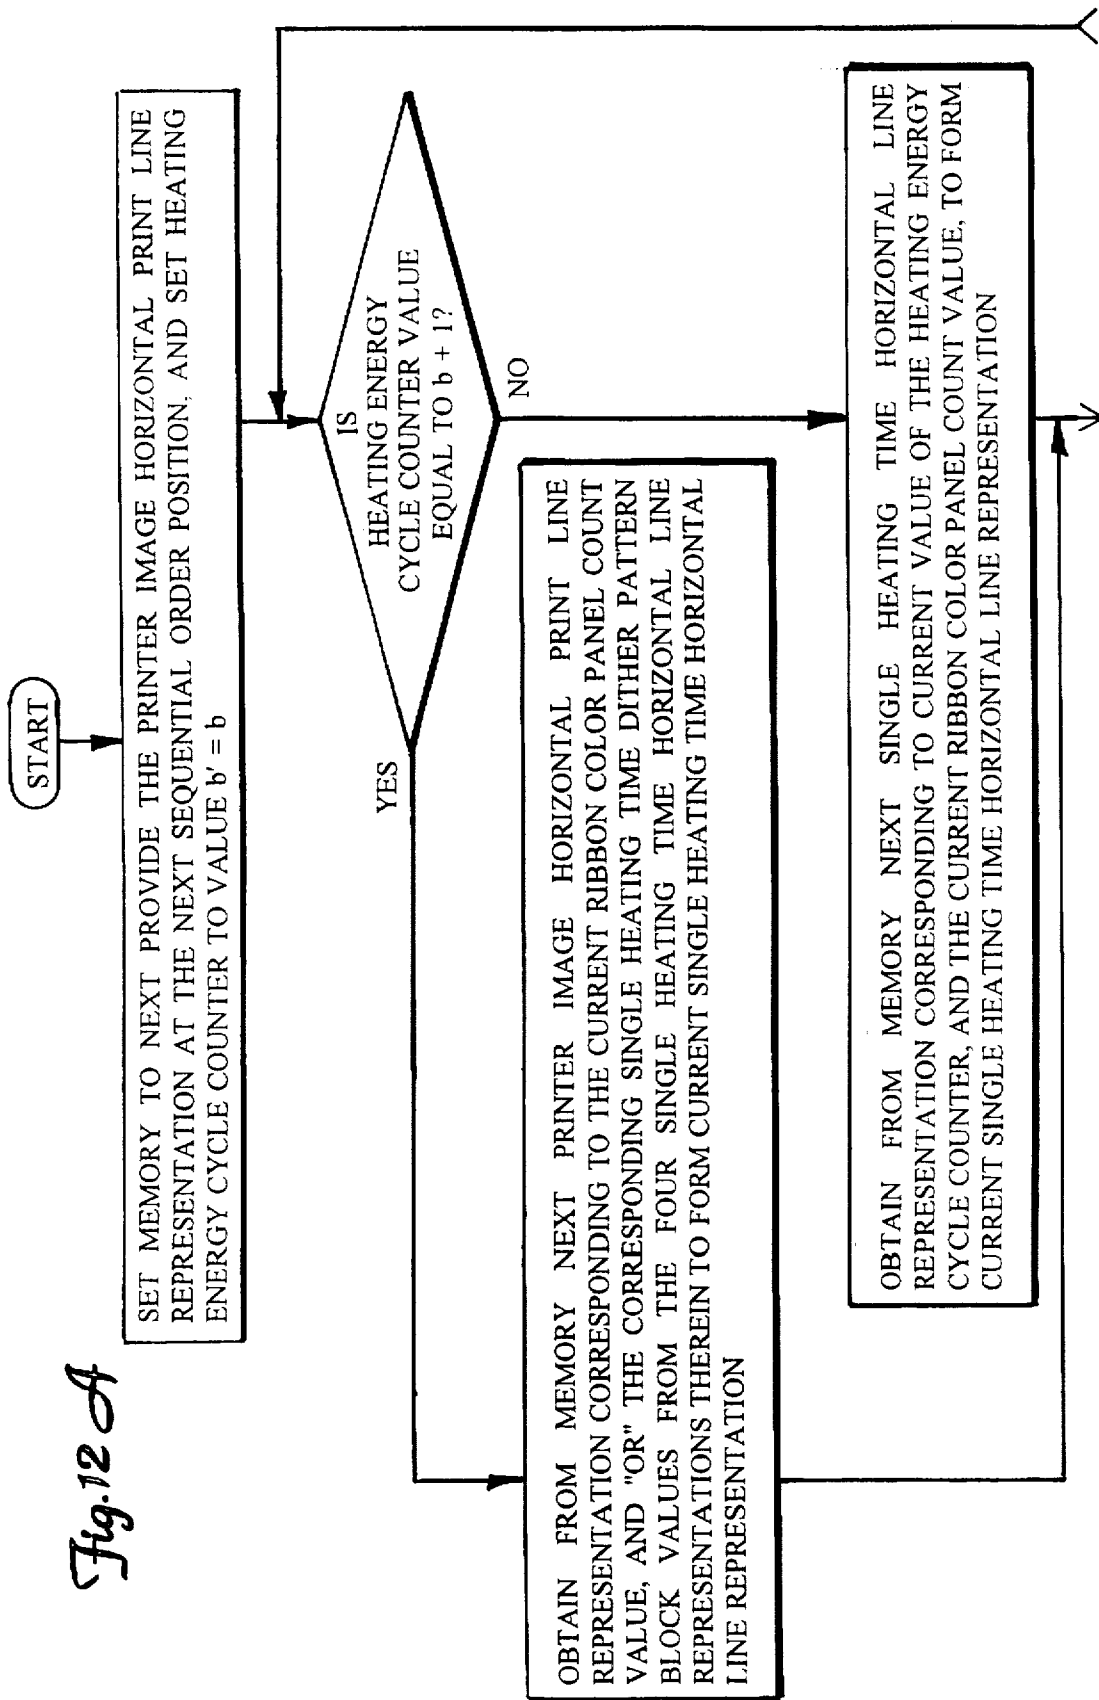 Fig. 12 A
START
SET MEMORY TO NEXT PROVIDE THE PRINTER IMAGE HORIZONTAL PRINT LINE
REPRESENTATION AT THE NEXT SEQUENTIAL ORDER POSITION, AND SET HEATING
ENERGY CYCLE COUNTER TO VALUE b' = b
IS
HEATING ENERGY
CYCLE COUNTER VALUE
EQUAL TO b + 1?
YES
NO
OBTAIN FROM MEMORY NEXT PRINTER IMAGE HORIZONTAL PRINT LINE
REPRESENTATION CORRESPONDING TO THE CURRENT RIBBON COLOR PANEL COUNT
VALUE, AND "OR" THE CORRESPONDING SINGLE HEATING TIME DITHER PATTERN
BLOCK VALUES FROM THE FOUR SINGLE HEATING TIME HORIZONTAL LINE
REPRESENTATIONS THEREIN TO FORM CURRENT SINGLE HEATING TIME HORIZONTAL
LINE REPRESENTATION
OBTAIN FROM MEMORY NEXT SINGLE HEATING TIME HORIZONTAL LINE
REPRESENTATION CORRESPONDING TO CURRENT VALUE OF THE HEATING ENERGY
CYCLE COUNTER, AND THE CURRENT RIBBON COLOR PANEL COUNT VALUE, TO FORM
CURRENT SINGLE HEATING TIME HORIZONTAL LINE REPRESENTATION